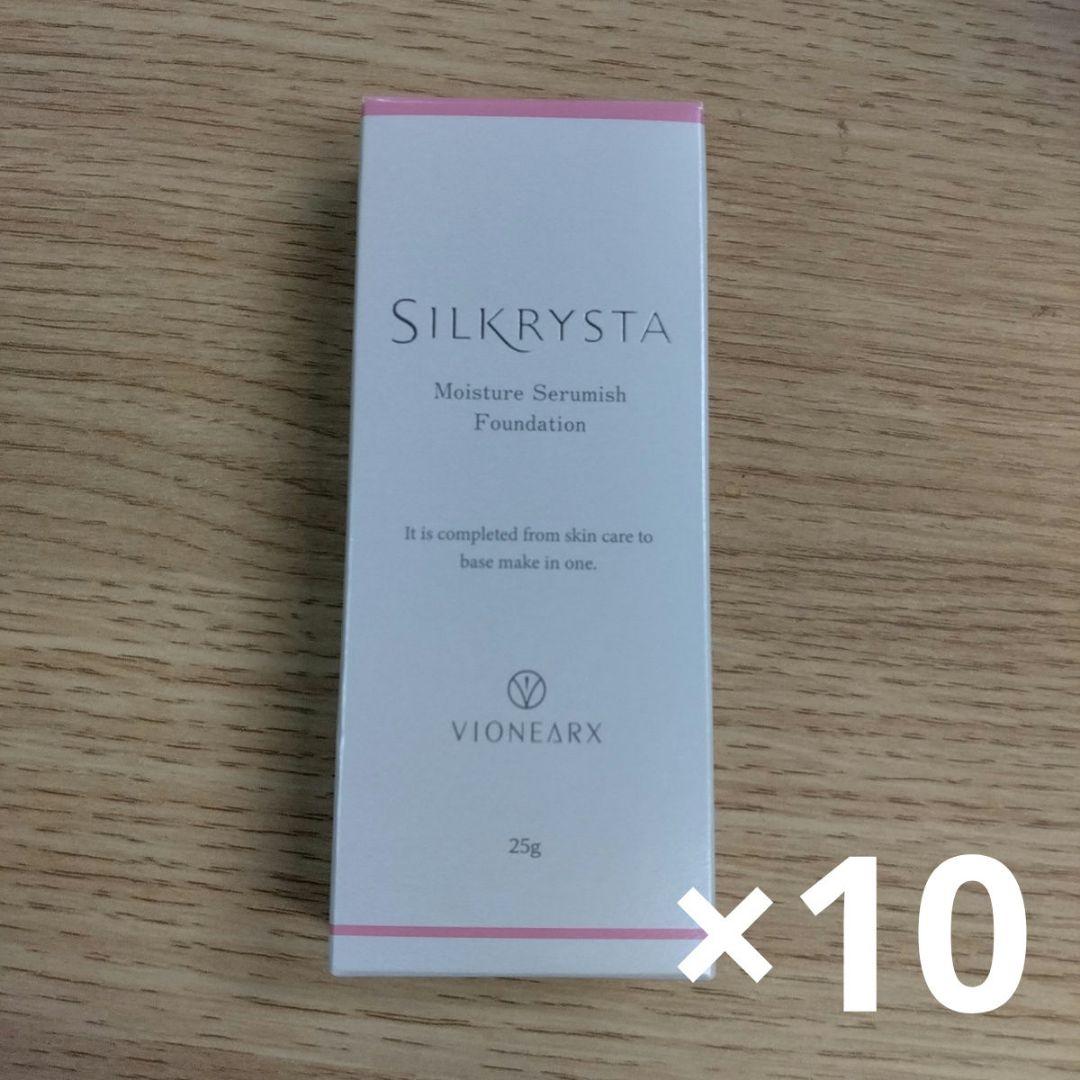 SILKRYSTA
Moisture Serumish
Foundation
It is completed from skin care to
base make in one.
VIONEARX
25g
×10